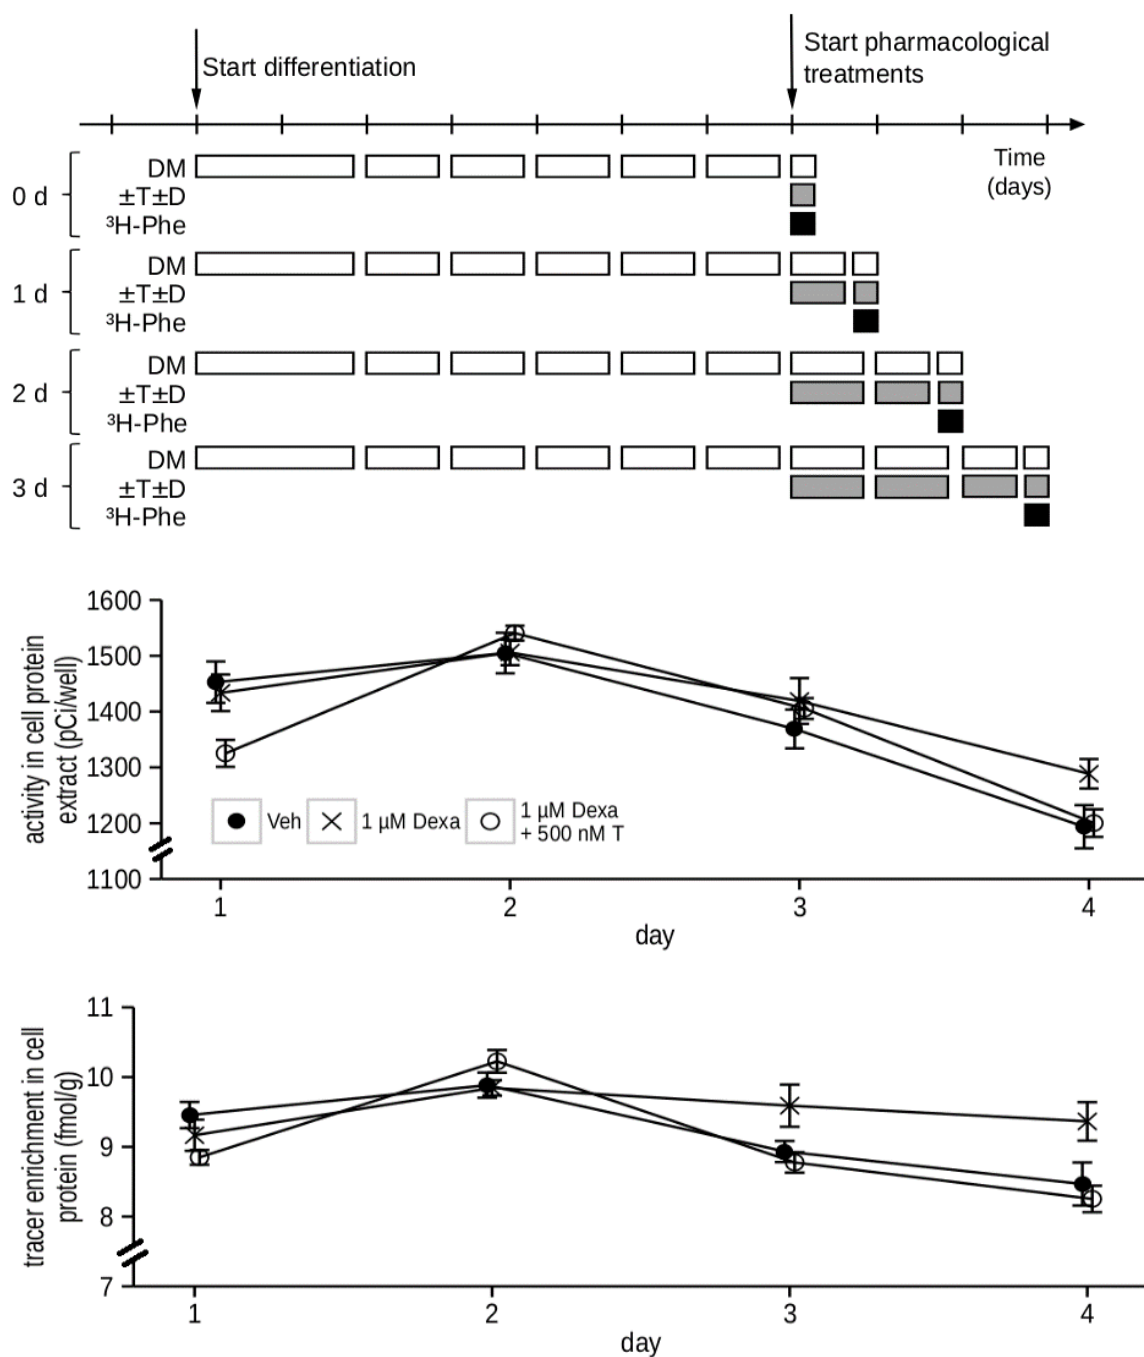 Start differentiation
Start pharmacological
treatments
Time
(days)
0 d
DM
±T±D
³H-Phe
1 d
DM
±T±D
³H-Phe
2 d
DM
±T±D
³H-Phe
3 d
DM
±T±D
³H-Phe
activity in cell protein
extract (pCi/well)
1600
1500
1400
1300
1200
1100
Veh
1 µM Dexa
1 µM Dexa
+ 500 nM T
1 2 3 4
day
tracer enrichment in cell
protein (fmol/g)
11
10
9
8
7
1 2 3 4
day